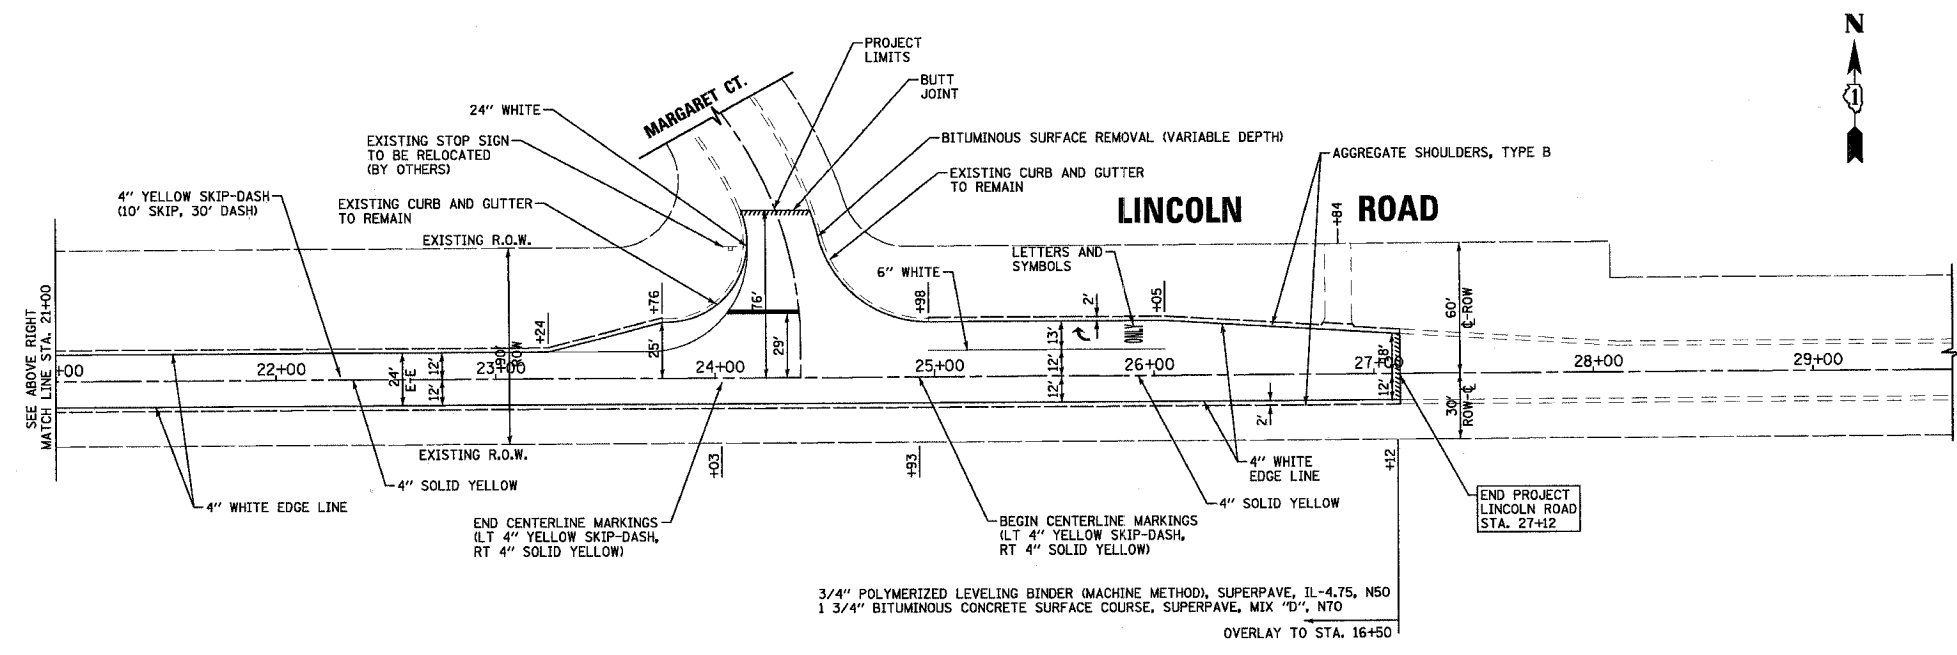 N
1
PROJECT
LIMITS
BUTT
JOINT
MARGARET CT.
24" WHITE
EXISTING STOP SIGN
TO BE RELOCATED
(BY OTHERS)
BITUMINOUS SURFACE REMOVAL (VARIABLE DEPTH)
AGGREGATE SHOULDERS, TYPE B
EXISTING CURB AND GUTTER
TO REMAIN
4" YELLOW SKIP-DASH
(10' SKIP, 30' DASH)
EXISTING CURB AND GUTTER
TO REMAIN
LINCOLN ROAD
+84
EXISTING R.O.W.
LETTERS AND
SYMBOLS
6" WHITE
+24
+76
+98
2'
+05
ONLY
76'
29'
25'
13'
12'
12'
60'
℄-ROW
90'
ROW
24'
E-E
12'
12'
SEE ABOVE RIGHT
MATCH LINE STA. 21+00
+00
22+00
23+00
24+00
25+00
26+00
27+00
28+00
29+00
12'
30'
ROW-℄
2'
EXISTING R.O.W.
+03
+93
+12
4" WHITE
EDGE LINE
4" SOLID YELLOW
4" SOLID YELLOW
4" WHITE EDGE LINE
END PROJECT
LINCOLN ROAD
STA. 27+12
END CENTERLINE MARKINGS
(LT 4" YELLOW SKIP-DASH,
RT 4" SOLID YELLOW)
BEGIN CENTERLINE MARKINGS
(LT 4" YELLOW SKIP-DASH,
RT 4" SOLID YELLOW)
3/4" POLYMERIZED LEVELING BINDER (MACHINE METHOD), SUPERPAVE, IL-4.75, N50
1 3/4" BITUMINOUS CONCRETE SURFACE COURSE, SUPERPAVE, MIX "D", N70
OVERLAY TO STA. 16+50